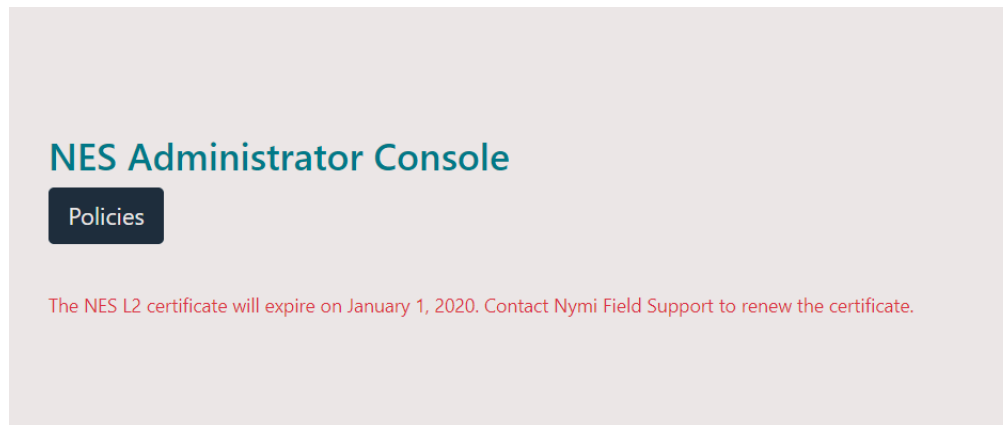 NES Administrator Console
Policies
The NES L2 certificate will expire on January 1, 2020. Contact Nymi Field Support to renew the certificate.